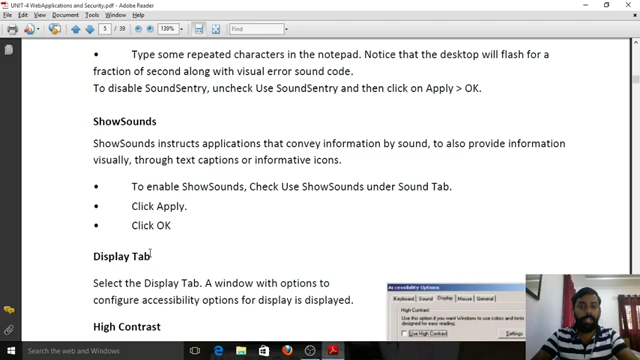 UNIT-4 WebApplications and Security.pdf - Adobe Reader
File Edit View Document Tools Window Help
5 / 39 139% Find
• Type some repeated characters in the notepad. Notice that the desktop will flash for a
fraction of second along with visual error sound code.
To disable SoundSentry, uncheck Use SoundSentry and then click on Apply > OK.
ShowSounds
ShowSounds instructs applications that convey information by sound, to also provide information
visually, through text captions or informative icons.
• To enable ShowSounds, Check Use ShowSounds under Sound Tab.
• Click Apply.
• Click OK
Display Tab
Select the Display Tab. A window with options to
configure accessibility options for display is displayed.
High Contrast
Accessibility Options
Keyboard Sound Display Mouse General
High Contrast
Use this option if you want Windows to use colors and fonts
designed for easy reading.
Use High Contrast Settings
Search the web and Windows